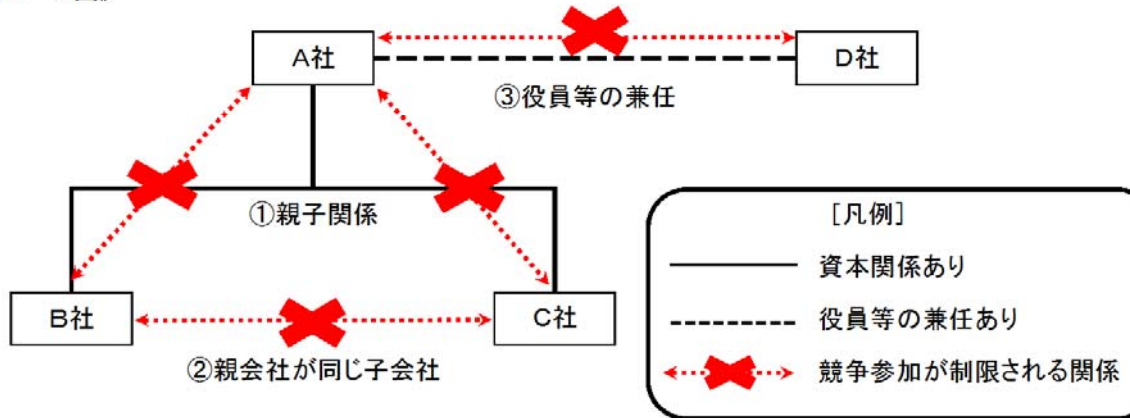 A社
D社
③役員等の兼任
①親子関係
B社
C社
②親会社が同じ子会社
[凡例]
資本関係あり
役員等の兼任あり
競争参加が制限される関係